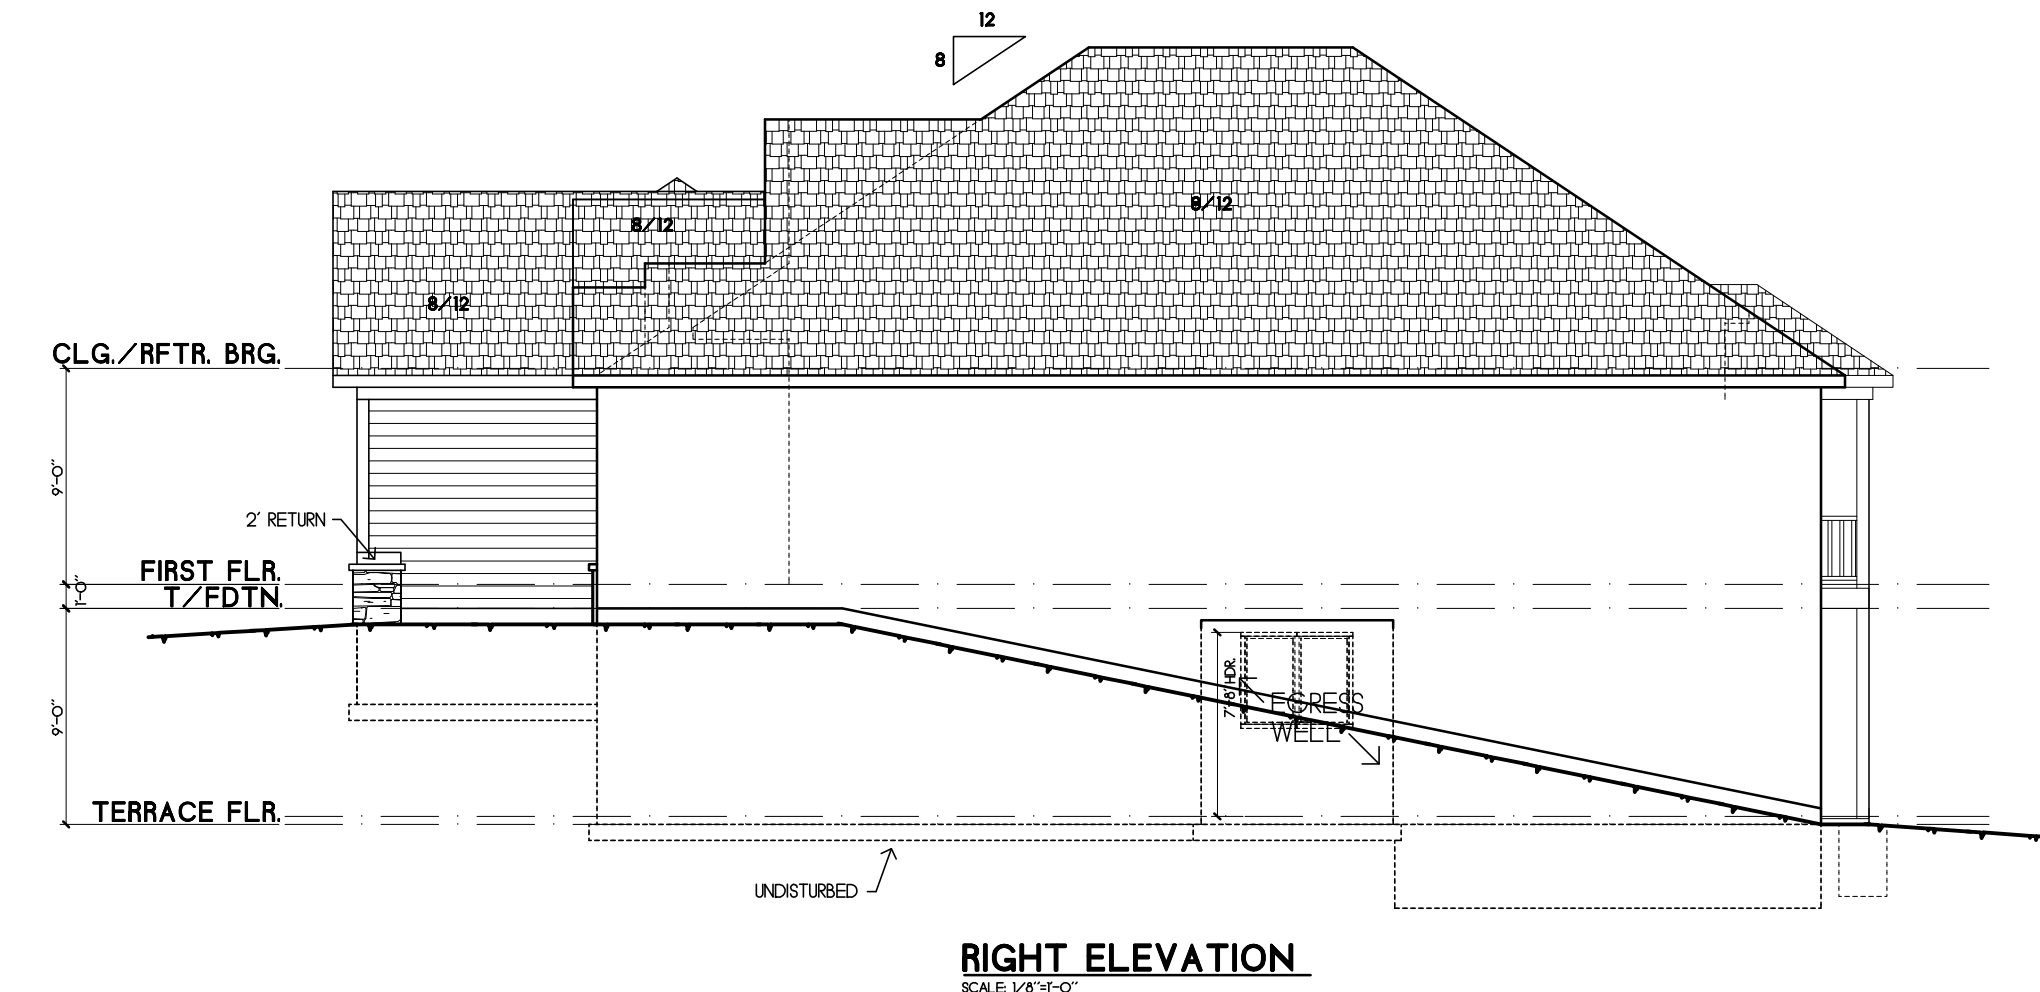 12
8
8/12
8/12
8/12
CLG./RFTR. BRG.
9'-0"
2' RETURN
FIRST FLR.
1'-0"
T/FDTN.
7'-8" HDR.
EGRESS
WELL
9'-0"
TERRACE FLR.
UNDISTURBED
RIGHT ELEVATION
SCALE: 1/8"=1'-0"